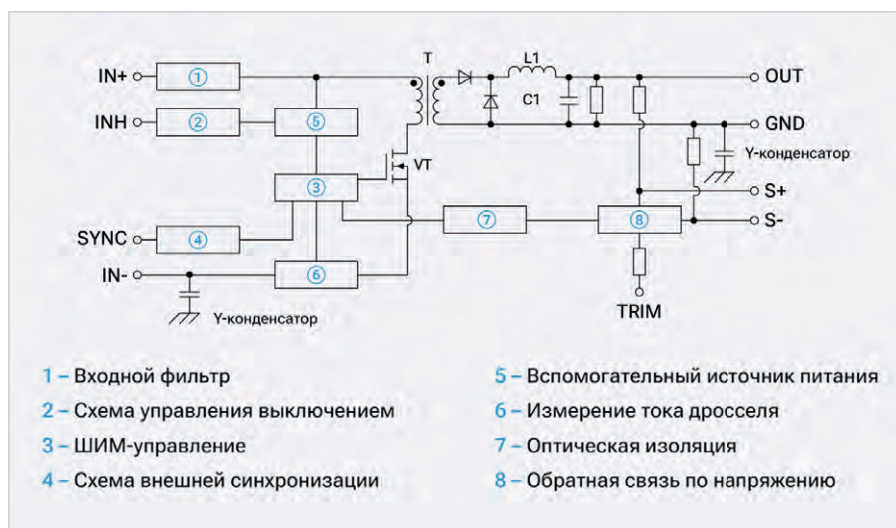 T
L1
IN+
1
OUT
C1
INH
2
5
GND
VT
Y-конденсатор
3
S+
7
8
S-
SYNC
4
IN-
6
Y-конденсатор
TRIM
1 – Входной фильтр
2 – Схема управления выключением
3 – ШИМ-управление
4 – Схема внешней синхронизации
5 – Вспомогательный источник питания
6 – Измерение тока дросселя
7 – Оптическая изоляция
8 – Обратная связь по напряжению